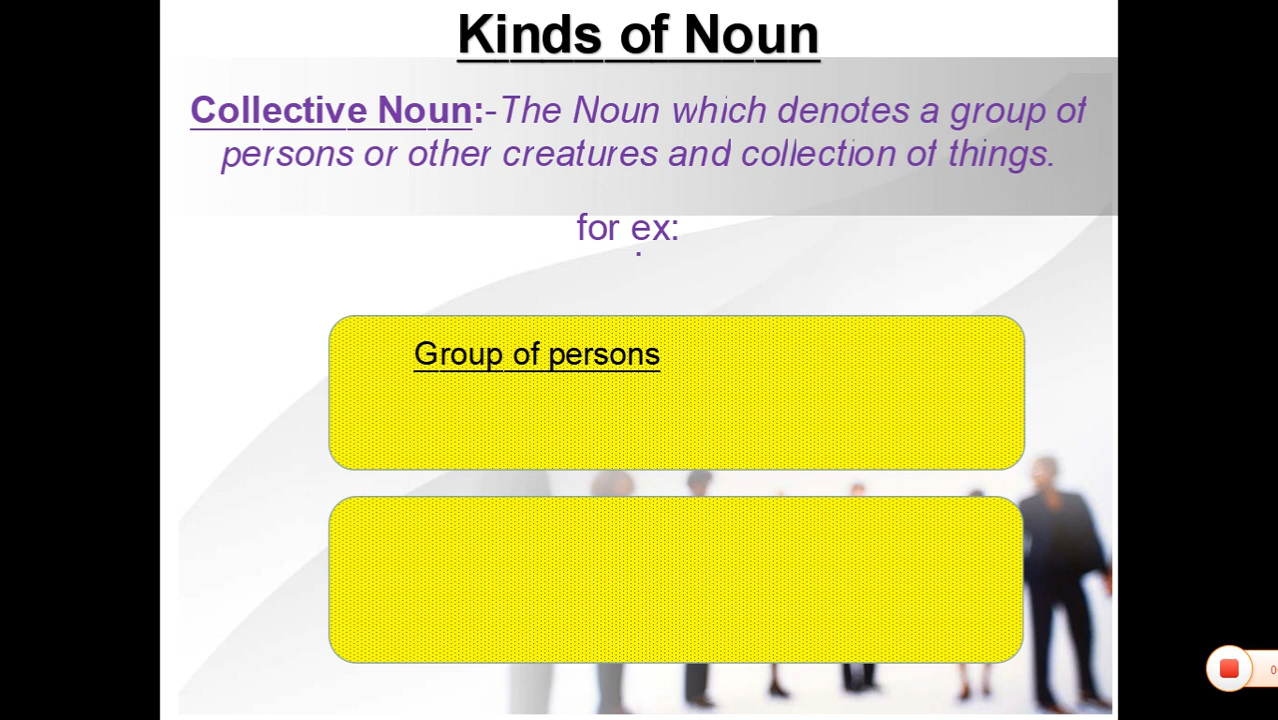 Kinds of Noun
Collective Noun:-The Noun which denotes a group of
persons or other creatures and collection of things.
for ex:
.
Group of persons